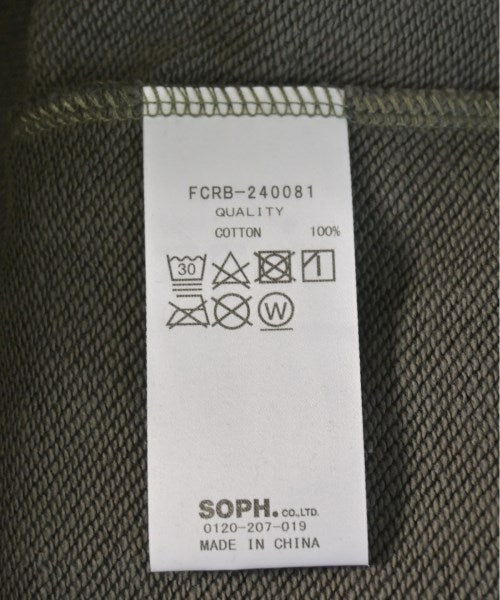 FCRB-240081
QUALITY
COTTON 100%
30
W
SOPH. CO.,LTD.
0120-207-019
MADE IN CHINA